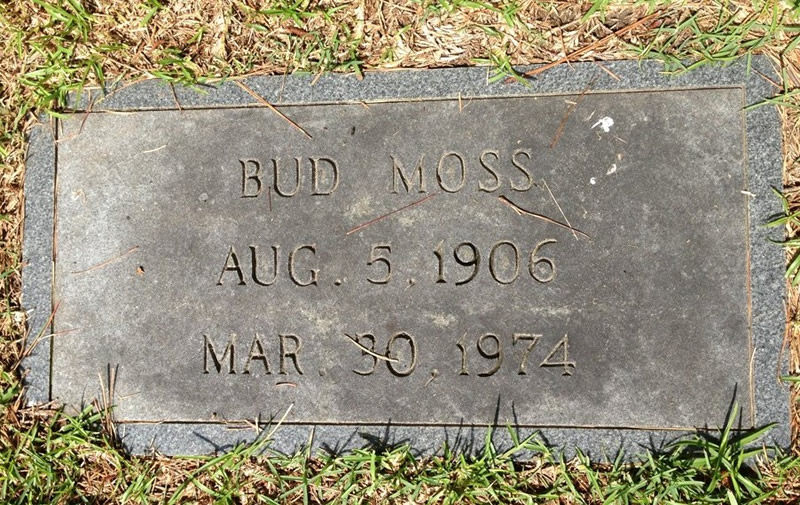 BUD MOSS
AUG. 5, 1906
MAR. 30, 1974